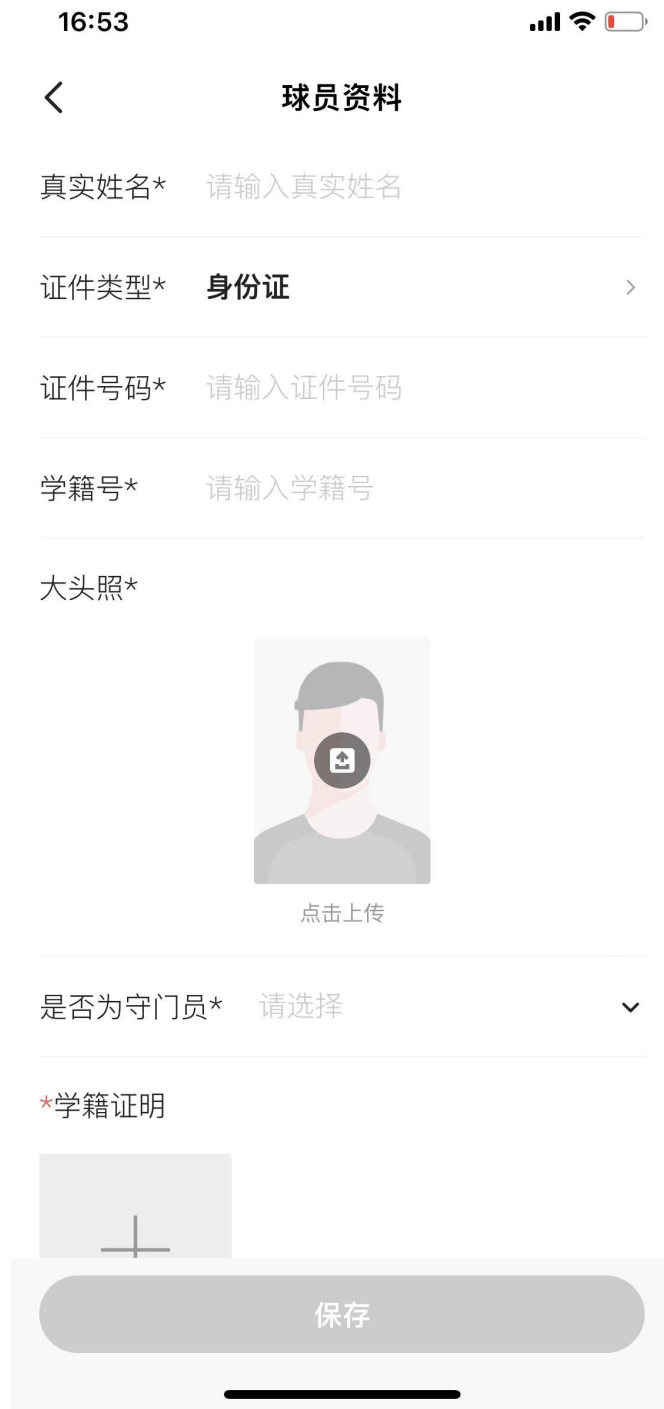 16:53
球员资料
真实姓名* 请输入真实姓名
证件类型* 身份证
证件号码* 请输入证件号码
学籍号* 请输入学籍号
大头照*
点击上传
是否为守门员* 请选择
*学籍证明
保存